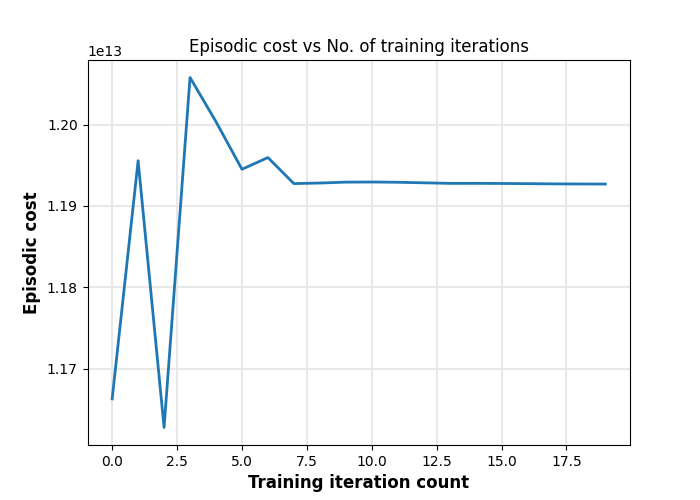 Episodic cost vs No. of training iterations
1e13
1.20
1.19
1.18
1.17
Episodic cost
0.0 2.5 5.0 7.5 10.0 12.5 15.0 17.5
Training iteration count